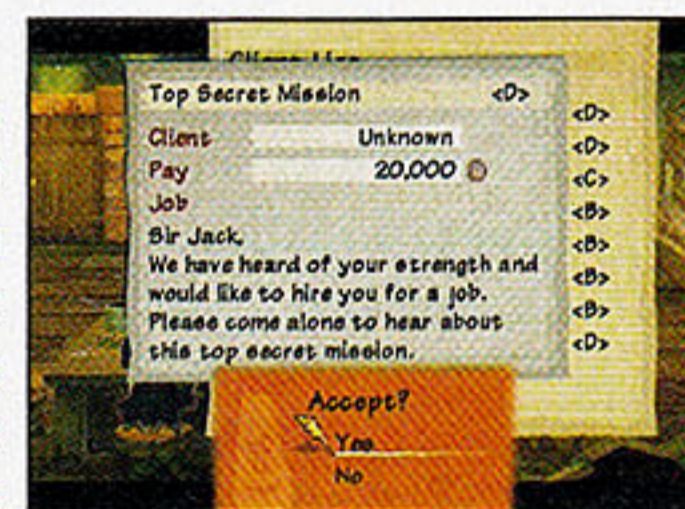 Client List
Top Secret Mission <D>
Client Unknown
Pay 20,000
Job
Sir Jack,
We have heard of your strength and
would like to hire you for a job.
Please come alone to hear about
this top secret mission.
<D>
<D>
<C>
<B>
<B>
<B>
<B>
<D>
Accept?
Yes
No